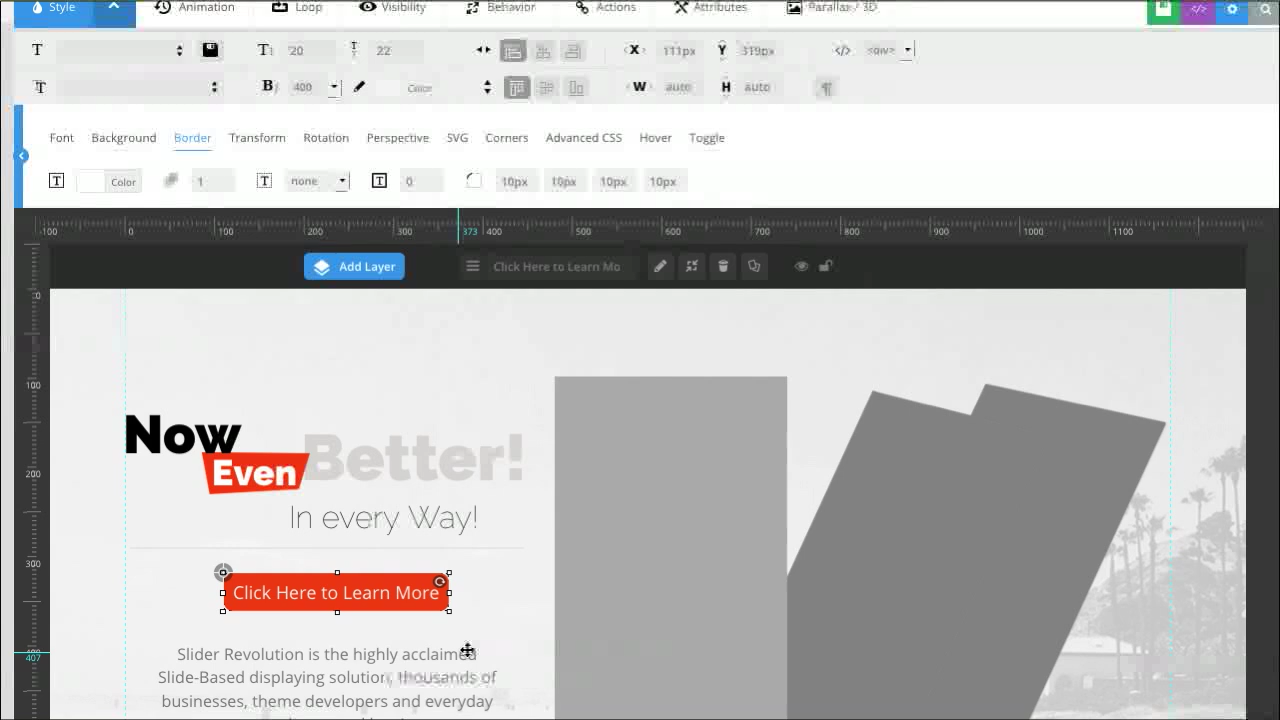 Style Animation Loop Visibility Behavior Actions Attributes Parallax / 3D
T T 20 22 X 111px Y 319px </> <div>
T B 400 Color W auto H auto
Font Background Border Transform Rotation Perspective SVG Corners Advanced CSS Hover Toggle
T Color 1 T none T 0 10px 10px 10px 10px
-100 0 100 200 300 373 400 500 600 700 800 900 1000 1100
Add Layer Click Here to Learn Mo
0
100
Now
Better!
200
Even
In every Way!
300
Click Here to Learn More
407
Slider Revolution is the highly acclaimed
Slide-Based displaying solution, thousands of
businesses, theme developers and everyday